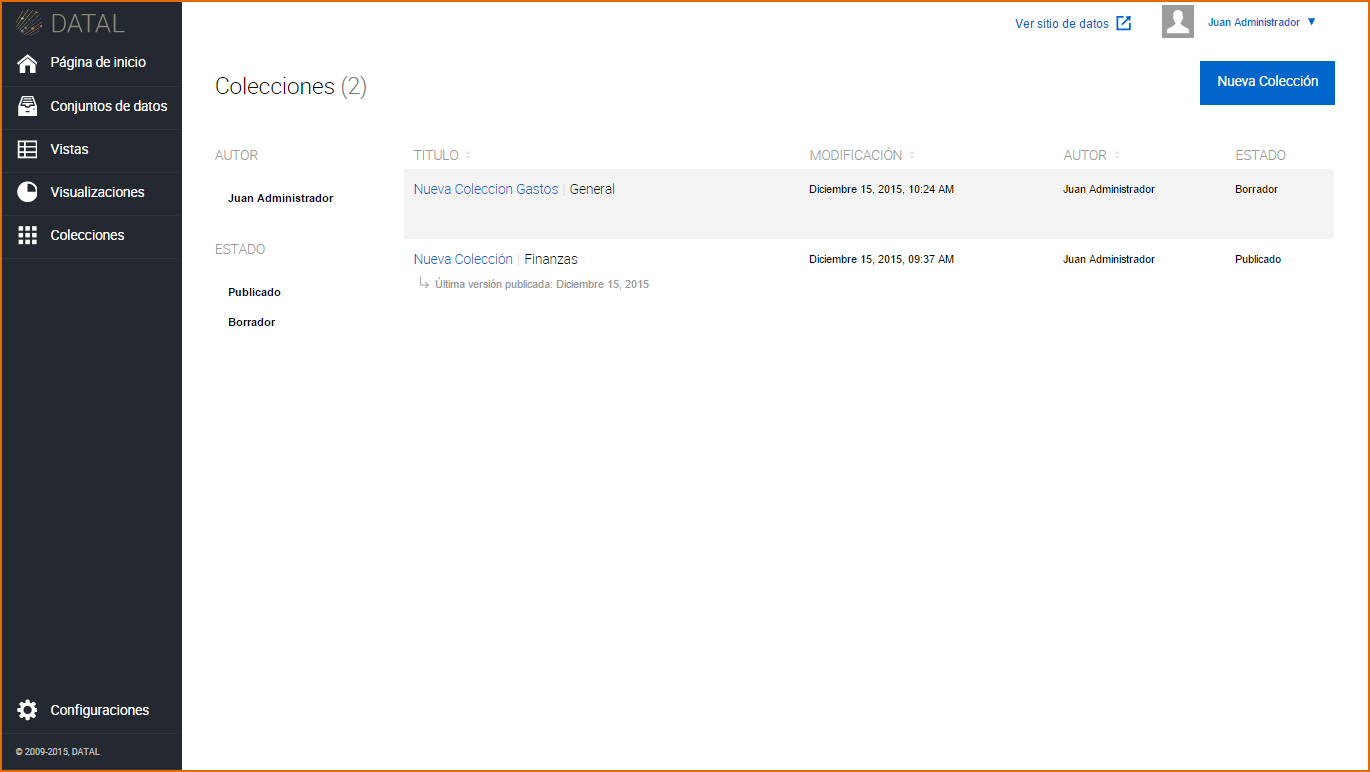 DATAL
Página de inicio
Conjuntos de datos
Vistas
Visualizaciones
Colecciones
Configuraciones
© 2009-2015, DATAL
Ver sitio de datos
Juan Administrador
Colecciones (2)
Nueva Colección
AUTOR
Juan Administrador
ESTADO
Publicado
Borrador
TITULO MODIFICACIÓN AUTOR ESTADO
Nueva Coleccion Gastos | General Diciembre 15, 2015, 10:24 AM Juan Administrador Borrador
Nueva Colección | Finanzas Diciembre 15, 2015, 09:37 AM Juan Administrador Publicado
Última versión publicada: Diciembre 15, 2015